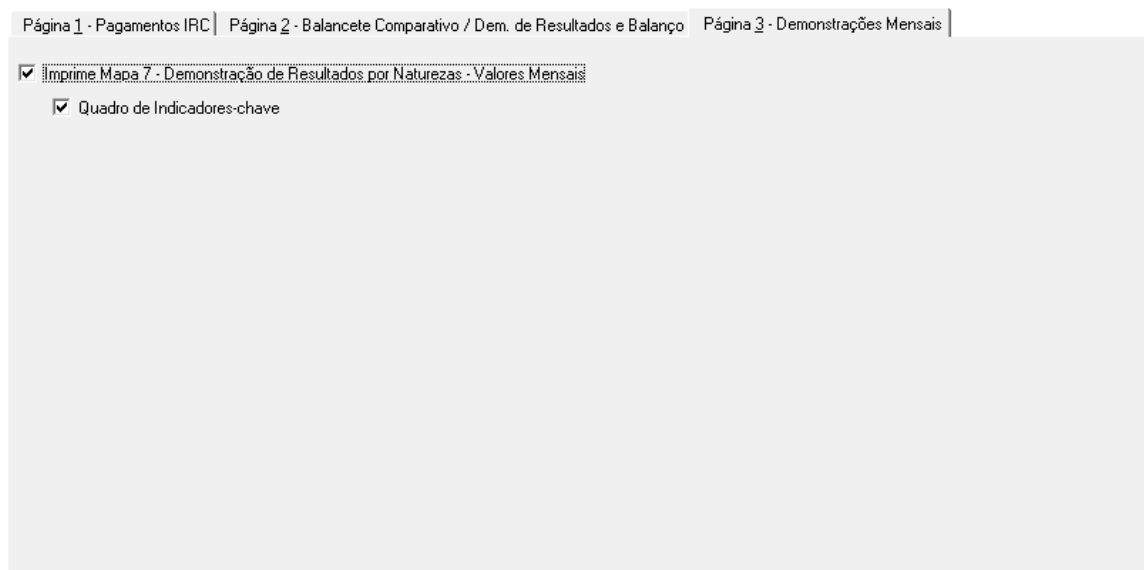 Página 1 - Pagamentos IRC Página 2 - Balancete Comparativo / Dem. de Resultados e Balanço Página 3 - Demonstrações Mensais
Imprime Mapa 7 - Demonstração de Resultados por Naturezas - Valores Mensais
Quadro de Indicadores-chave